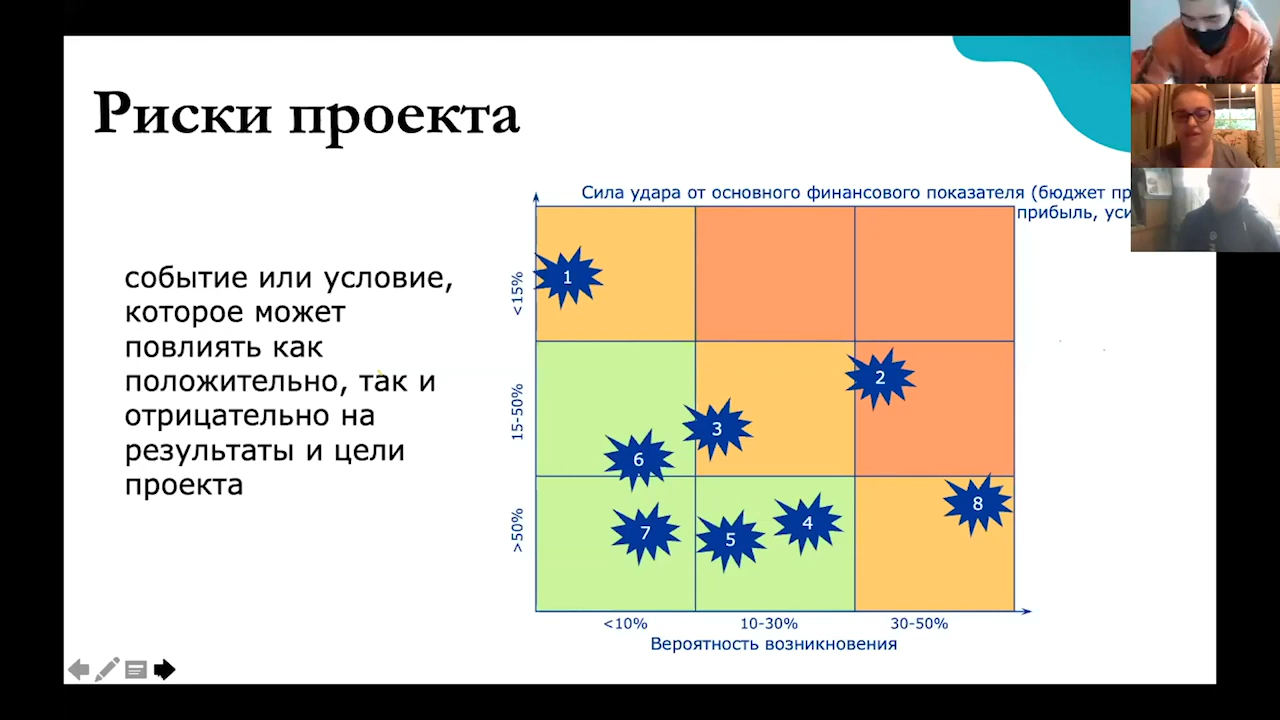 Риски проекта
событие или условие,
которое может
повлиять как
положительно, так и
отрицательно на
результаты и цели
проекта
Сила удара от основного финансового показателя (бюджет
прибыль,
<15%
15-50%
>50%
1
2
3
6
8
4
7
5
<10%
10-30%
30-50%
Вероятность возникновения